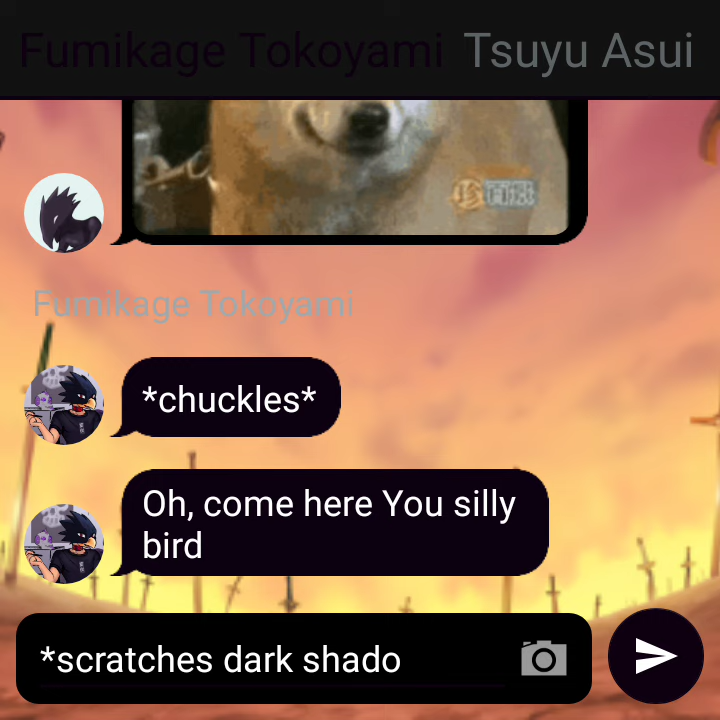 Fumikage Tokoyami Tsuyu Asui
Fumikage Tokoyami
*chuckles*
Oh, come here You silly
bird
*scratches dark shado